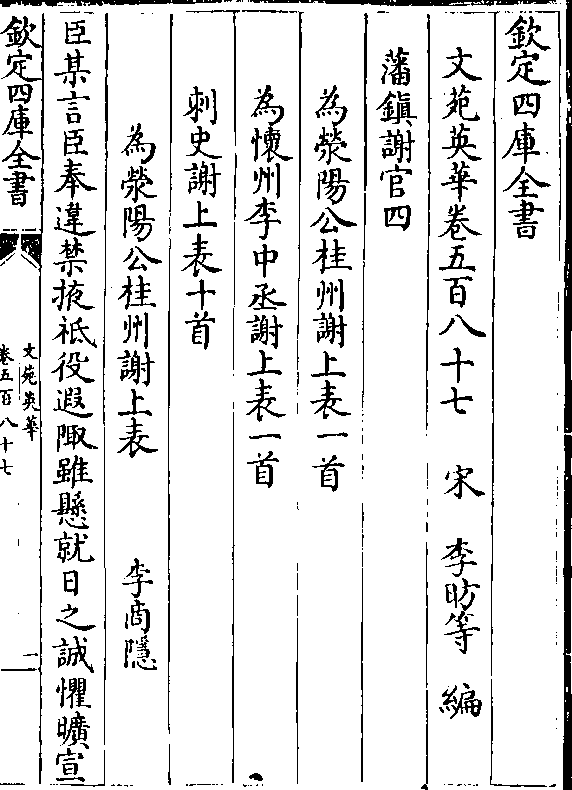 欽定四庫全書
文苑英華卷五百八十七 宋 李昉等 編
藩鎮謝官四
為滎陽公桂州謝上表一首
為懷州李中丞謝上表一首
刺史謝上表十首
為滎陽公桂州謝上表 李商隱
臣某言臣奉違禁掖祗役遐陬雖懸就日之誠懼曠宣
欽定四庫全書
文苑英華
卷五百八十七
一